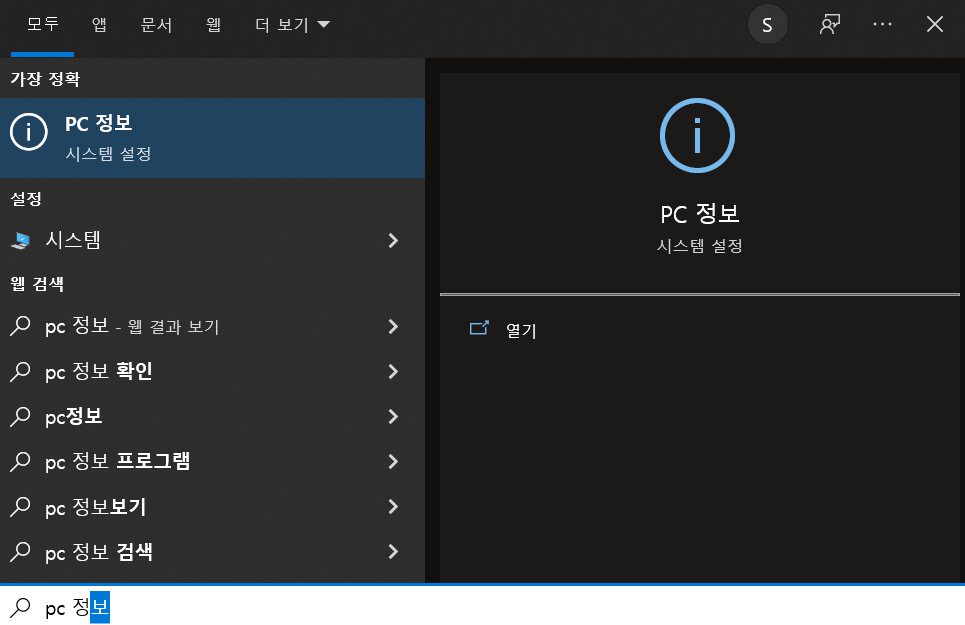 모두 앱 문서 웹 더 보기 S
가장 정확
PC 정보
시스템 설정
설정
시스템
웹 검색
pc 정보 - 웹 결과 보기
pc 정보 확인
pc정보
pc 정보 프로그램
pc 정보보기
pc 정보 검색
PC 정보
시스템 설정
열기
pc 정보